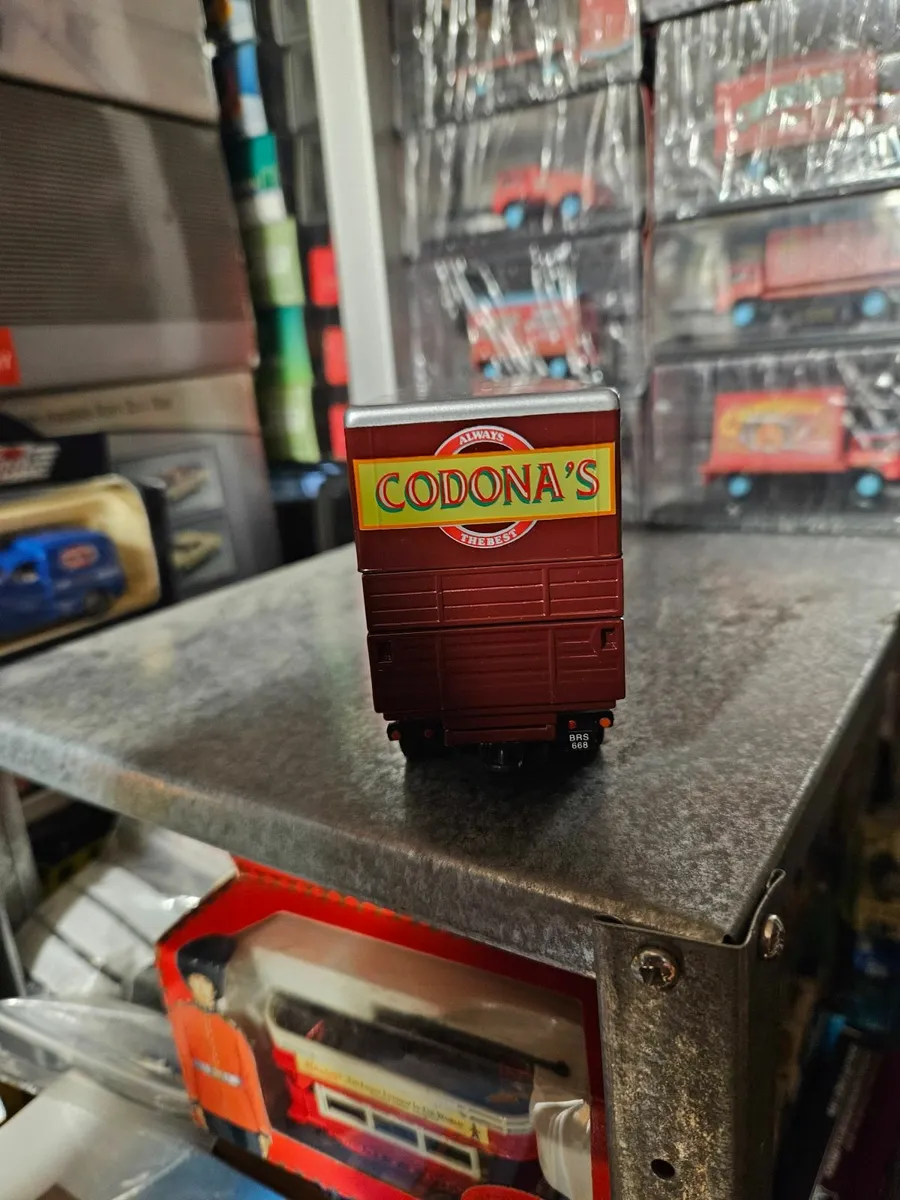 ALWAYS
CODONA'S
THE BEST
BRS
668